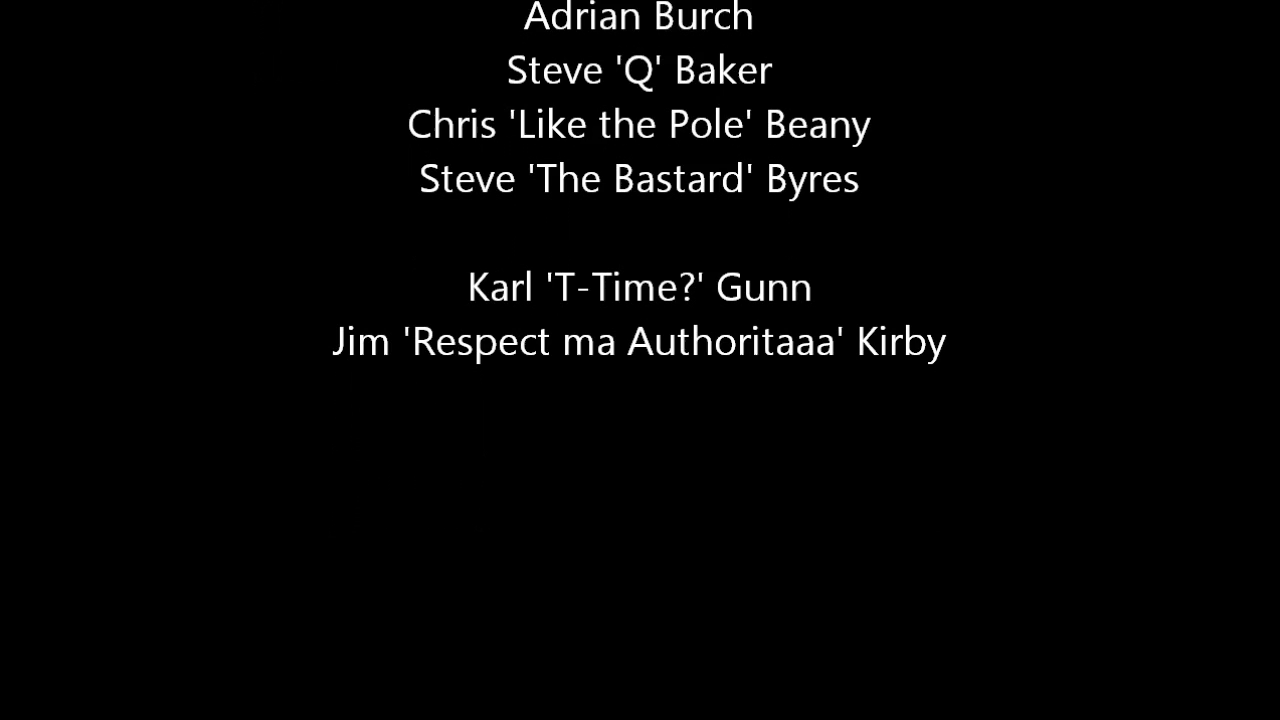 Adrian Burch
Steve 'Q' Baker
Chris 'Like the Pole' Beany
Steve 'The Bastard' Byres
Karl 'T-Time?' Gunn
Jim 'Respect ma Authoritaaa' Kirby